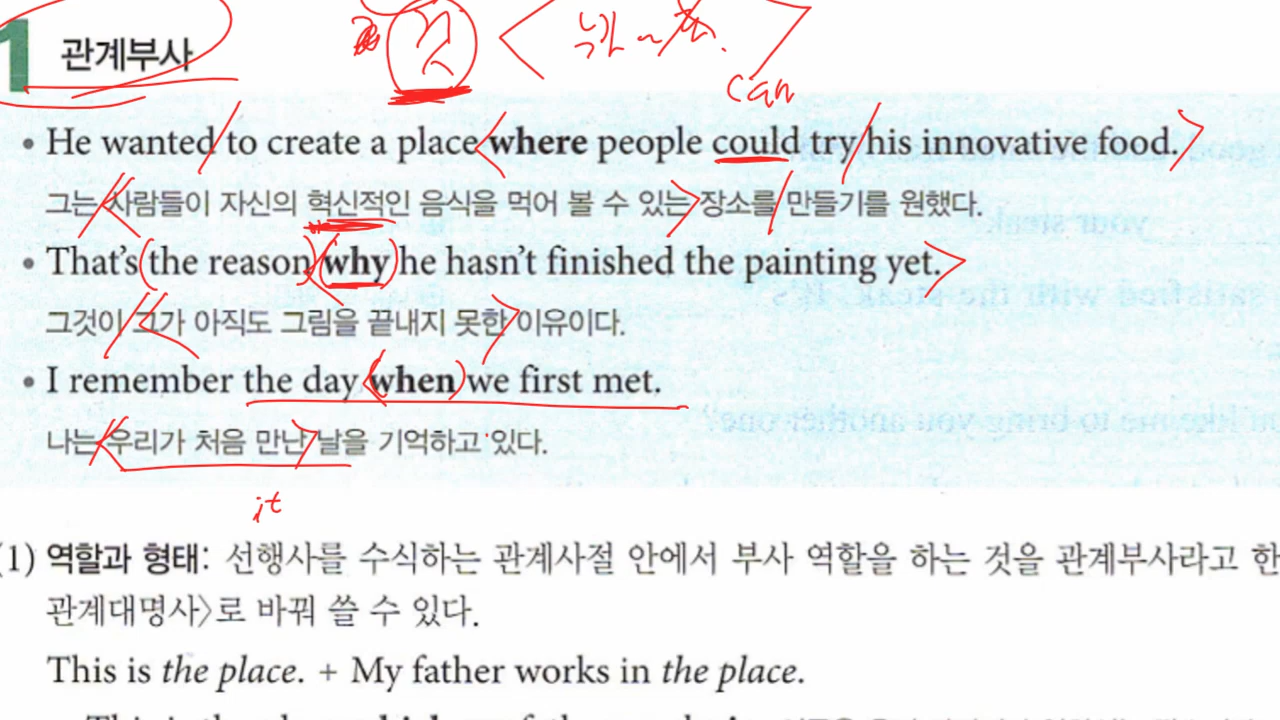 1 관계부사
것
can
• He wanted to create a place where people could try his innovative food.
그는 사람들이 자신의 혁신적인 음식을 먹어 볼 수 있는 장소를 만들기를 원했다.
• That's the reason why he hasn't finished the painting yet.
그것이 그가 아직도 그림을 끝내지 못한 이유이다.
• I remember the day when we first met.
나는 우리가 처음 만난 날을 기억하고 있다.
it
(1) 역할과 형태: 선행사를 수식하는 관계사절 안에서 부사 역할을 하는 것을 관계부사라고 한
관계대명사〉로 바꿔 쓸 수 있다.
This is the place. + My father works in the place.